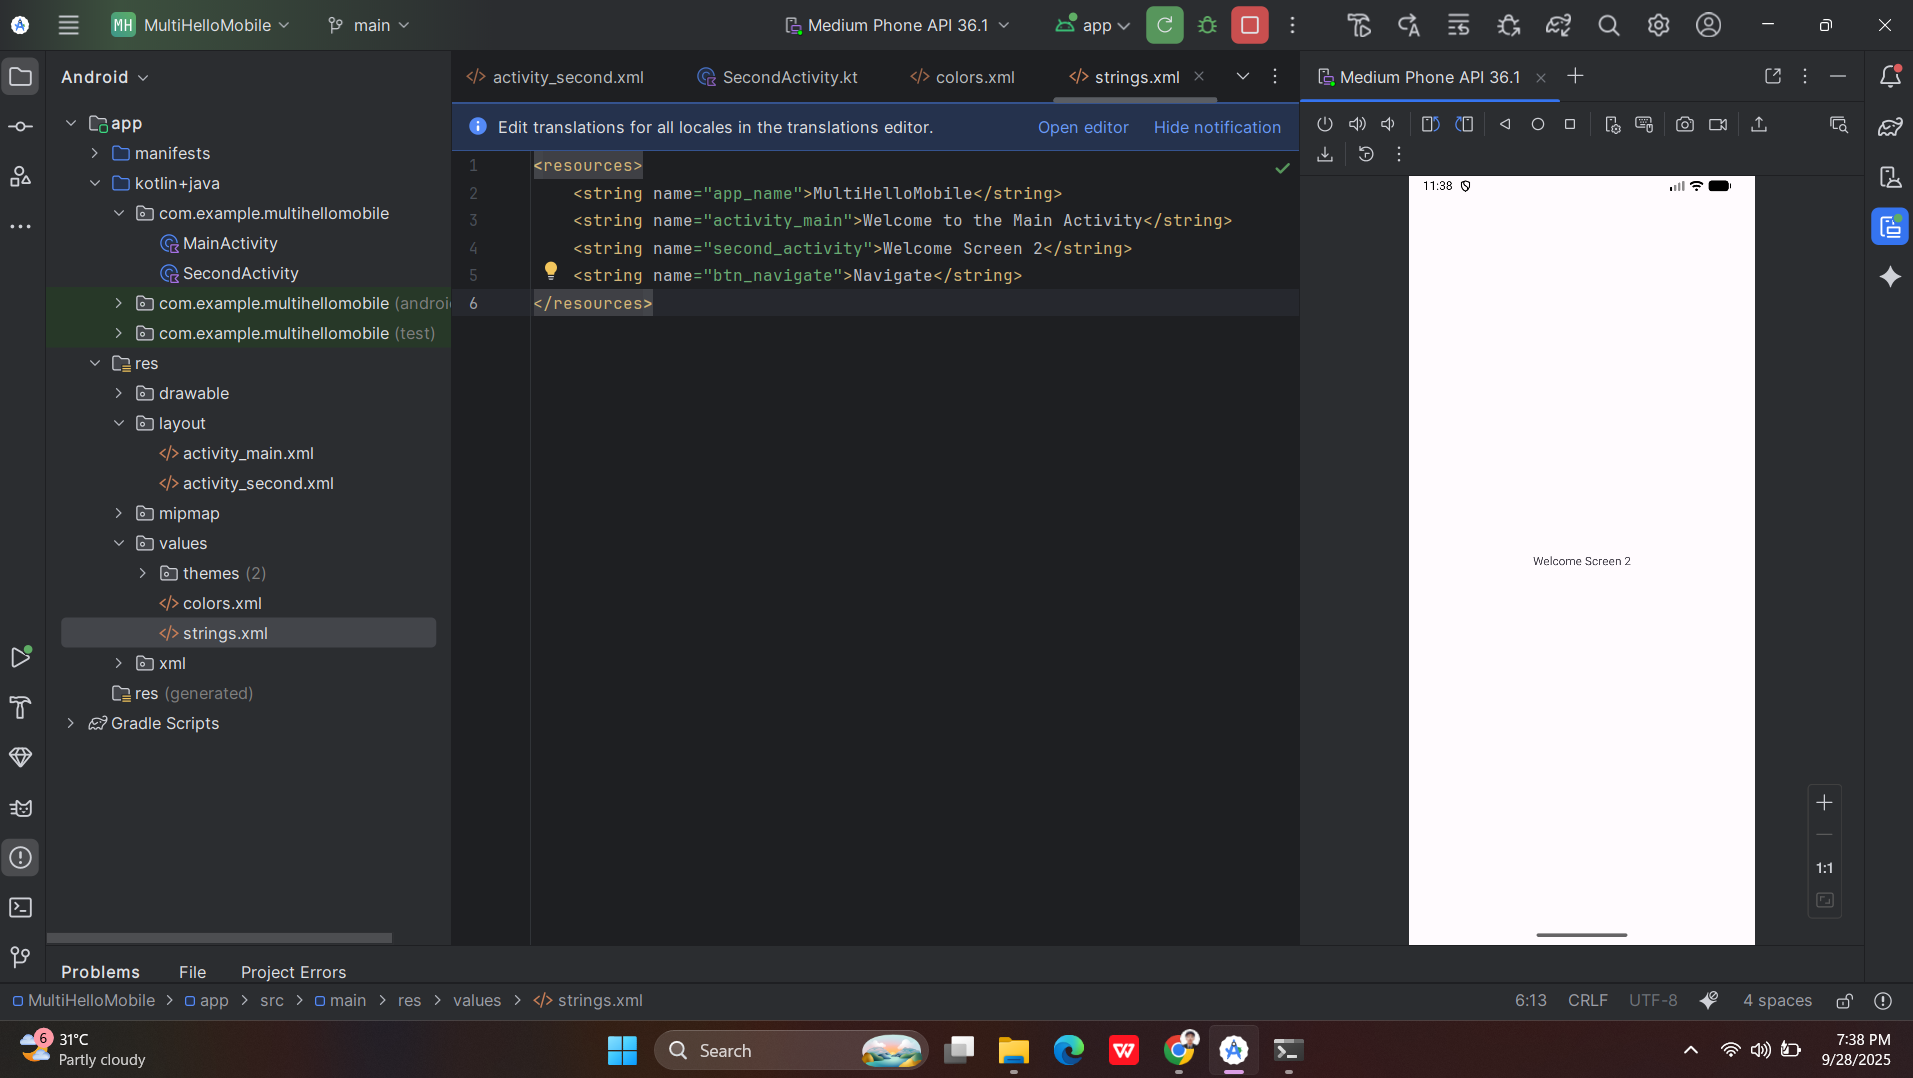 MH MultiHelloMobile main Medium Phone API 36.1 app
Android
activity_second.xml SecondActivity.kt colors.xml strings.xml
Medium Phone API 36.1
Edit translations for all locales in the translations editor. Open editor Hide notification
app
manifests
kotlin+java
com.example.multihellomobile
MainActivity
SecondActivity
com.example.multihellomobile (androi
com.example.multihellomobile (test)
res
drawable
layout
activity_main.xml
activity_second.xml
mipmap
values
themes (2)
colors.xml
strings.xml
xml
res (generated)
Gradle Scripts
1 <resources>
2 <string name="app_name">MultiHelloMobile</string>
3 <string name="activity_main">Welcome to the Main Activity</string>
4 <string name="second_activity">Welcome Screen 2</string>
5 <string name="btn_navigate">Navigate</string>
6 </resources>
11:38
Welcome Screen 2
1:1
Problems File Project Errors
MultiHelloMobile > app > src > main > res > values > strings.xml
6:13 CRLF UTF-8 4 spaces
6
31°C
Partly cloudy
Search
W
7:38 PM
9/28/2025